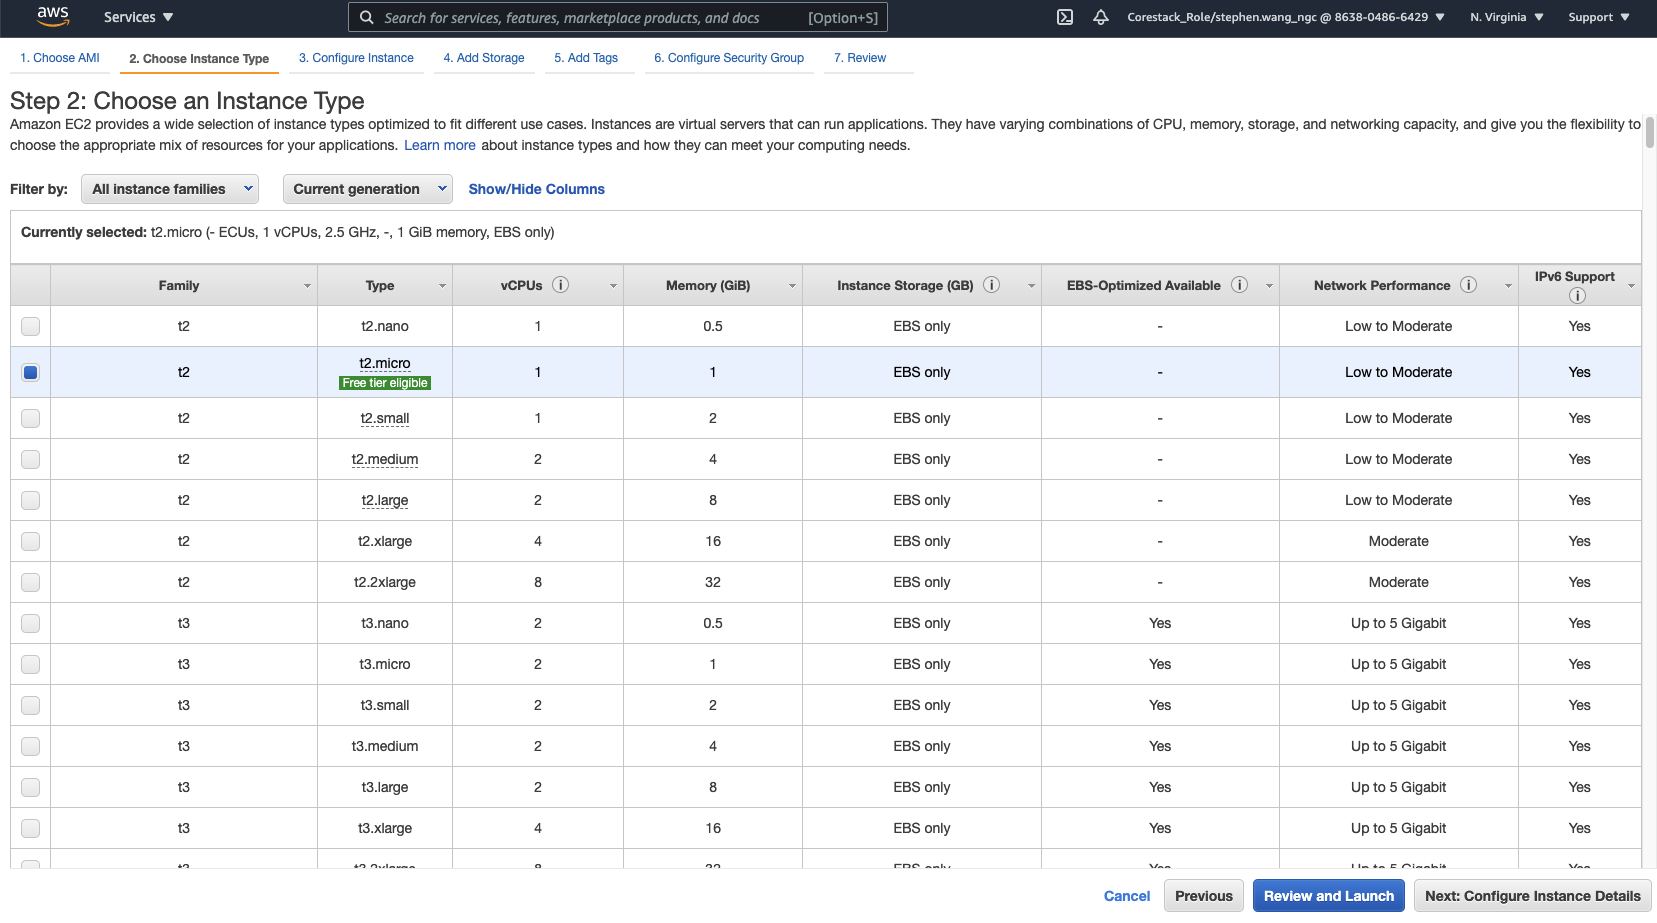 aws Services Search for services, features, marketplace products, and docs [Option+S] Corestack_Role/stephen.wang_ngc @ 8638-0486-6429 N. Virginia Support
1. Choose AMI 2. Choose Instance Type 3. Configure Instance 4. Add Storage 5. Add Tags 6. Configure Security Group 7. Review
Step 2: Choose an Instance Type
Amazon EC2 provides a wide selection of instance types optimized to fit different use cases. Instances are virtual servers that can run applications. They have varying combinations of CPU, memory, storage, and networking capacity, and give you the flexibility to
choose the appropriate mix of resources for your applications. Learn more about instance types and how they can meet your computing needs.
Filter by: All instance families Current generation Show/Hide Columns
Currently selected: t2.micro (- ECUs, 1 vCPUs, 2.5 GHz, -, 1 GiB memory, EBS only)
Family Type vCPUs Memory (GiB) Instance Storage (GB) EBS-Optimized Available Network Performance IPv6 Support
t2 t2.nano 1 0.5 EBS only - Low to Moderate Yes
t2 t2.micro Free tier eligible 1 1 EBS only - Low to Moderate Yes
t2 t2.small 1 2 EBS only - Low to Moderate Yes
t2 t2.medium 2 4 EBS only - Low to Moderate Yes
t2 t2.large 2 8 EBS only - Low to Moderate Yes
t2 t2.xlarge 4 16 EBS only - Moderate Yes
t2 t2.2xlarge 8 32 EBS only - Moderate Yes
t3 t3.nano 2 0.5 EBS only Yes Up to 5 Gigabit Yes
t3 t3.micro 2 1 EBS only Yes Up to 5 Gigabit Yes
t3 t3.small 2 2 EBS only Yes Up to 5 Gigabit Yes
t3 t3.medium 2 4 EBS only Yes Up to 5 Gigabit Yes
t3 t3.large 2 8 EBS only Yes Up to 5 Gigabit Yes
t3 t3.xlarge 4 16 EBS only Yes Up to 5 Gigabit Yes
t3 t3.2xlarge 8 32 EBS only Yes Up to 5 Gigabit Yes
Cancel Previous Review and Launch Next: Configure Instance Details